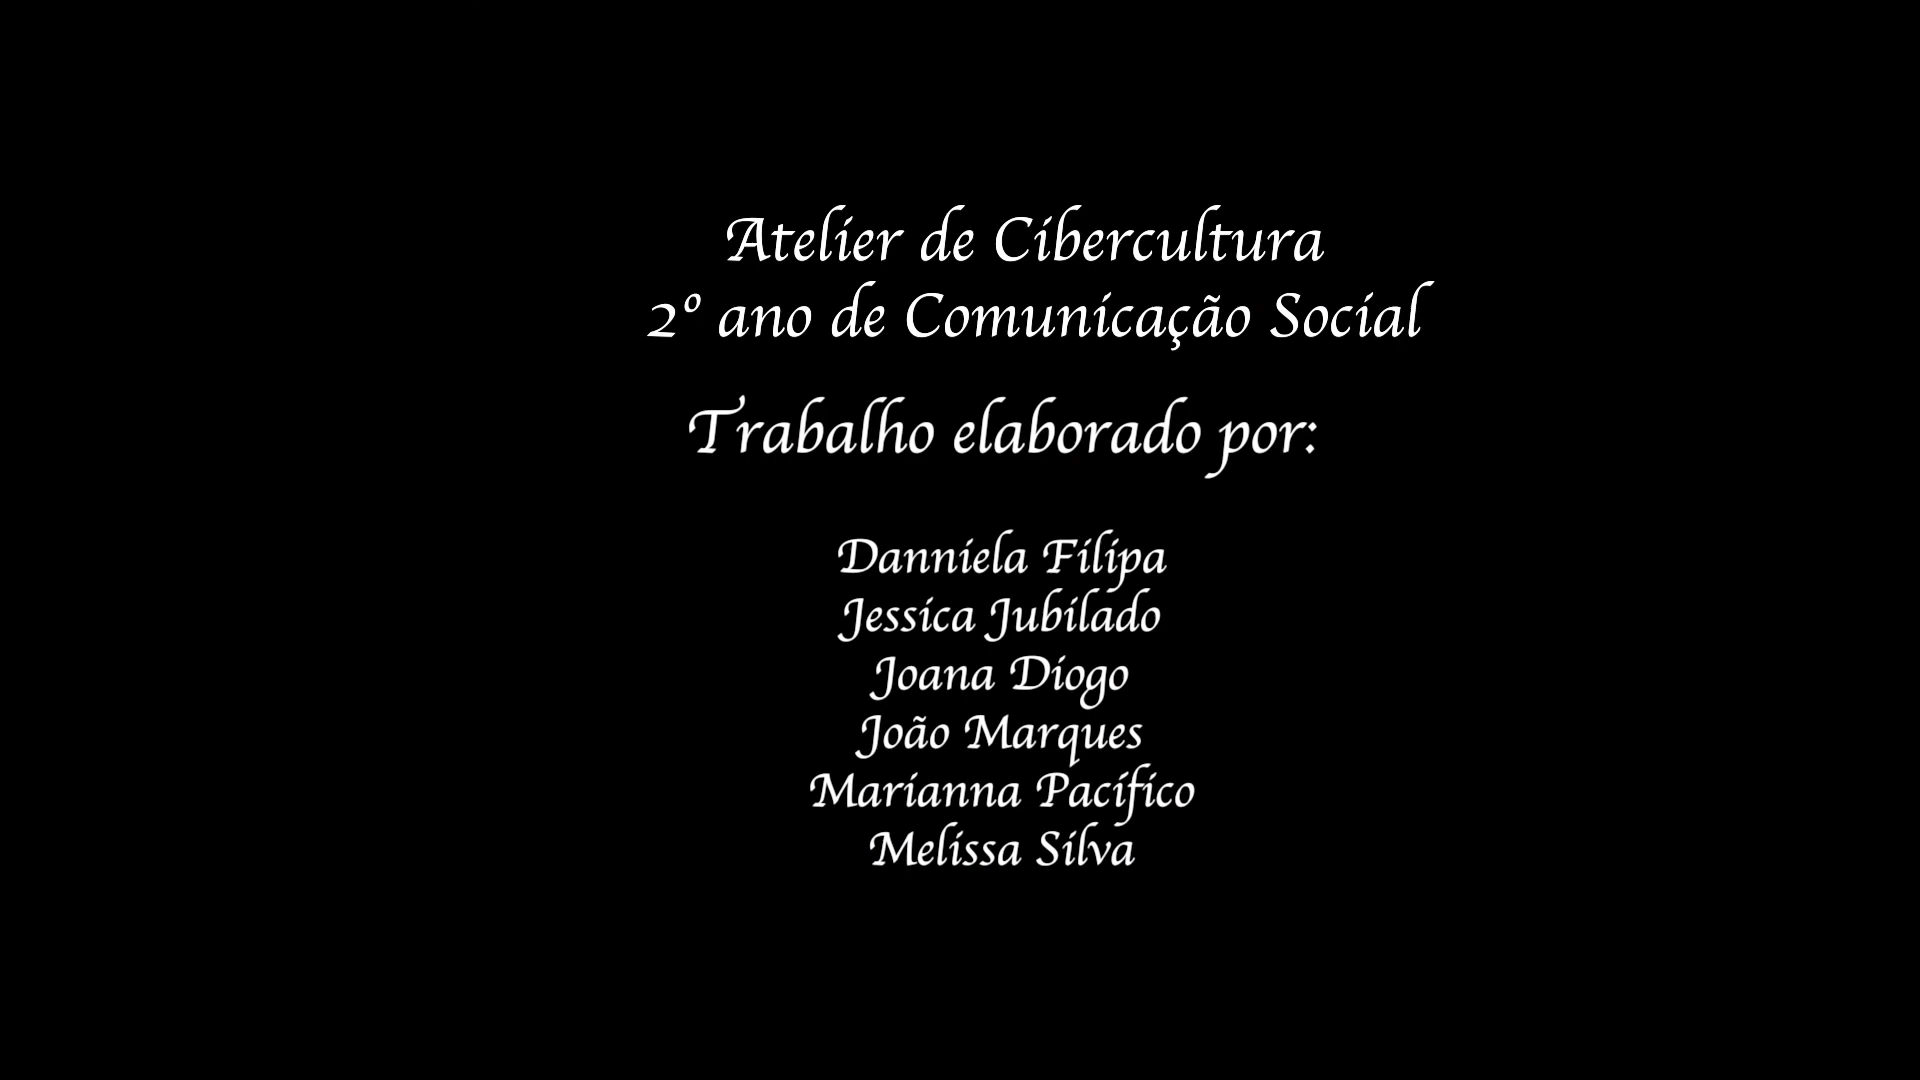 Atelier de Cibercultura
2º ano de Comunicação Social
Trabalho elaborado por:
Danniela Filipa
Jessica Jubilado
Joana Diogo
João Marques
Marianna Pacífico
Melissa Silva